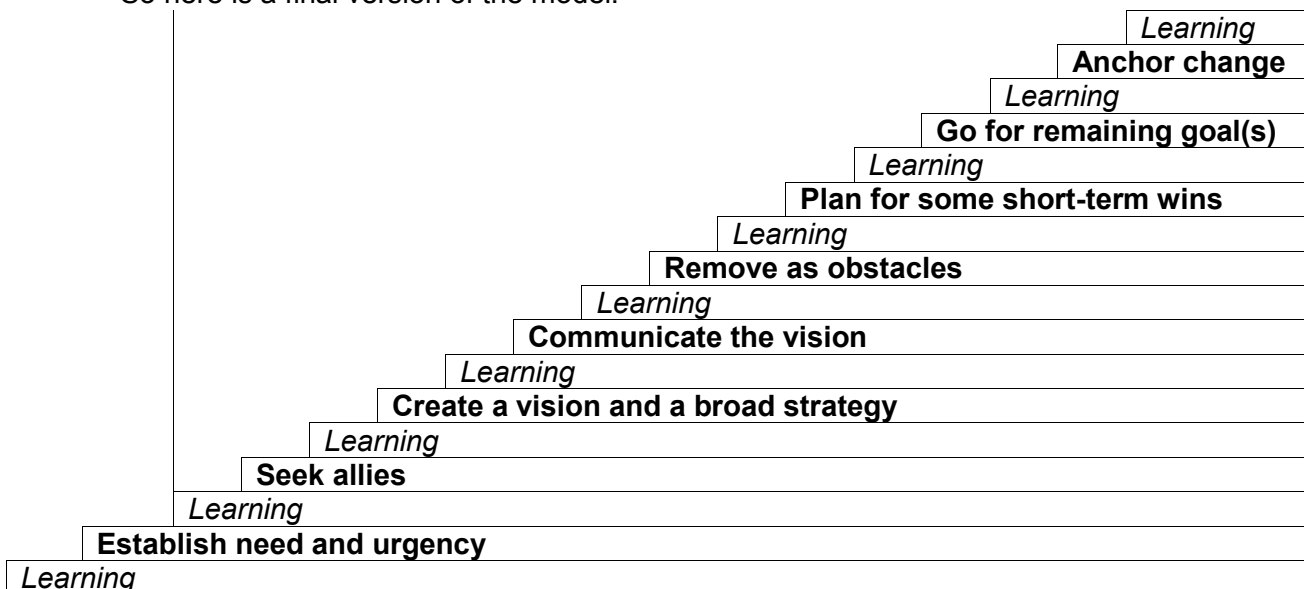 So here is a final version of the model:
Learning
Anchor change
Learning
Go for remaining goal(s)
Learning
Plan for some short-term wins
Learning
Remove as obstacles
Learning
Communicate the vision
Learning
Create a vision and a broad strategy
Learning
Seek allies
Learning
Establish need and urgency
Learning